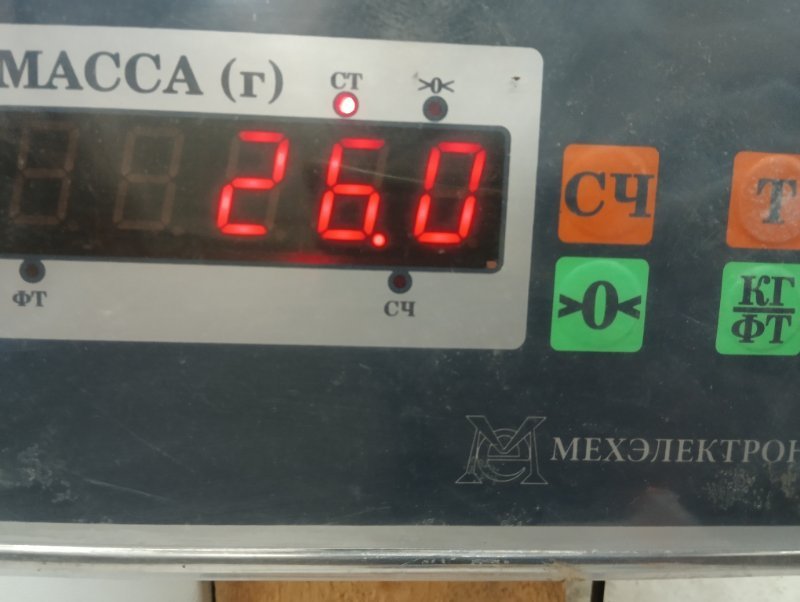 МАССА (г)
СТ >0<
26.0
ФТ СЧ
СЧ Т
>0< КГ
ФТ
МЕХЭЛЕКТРОН